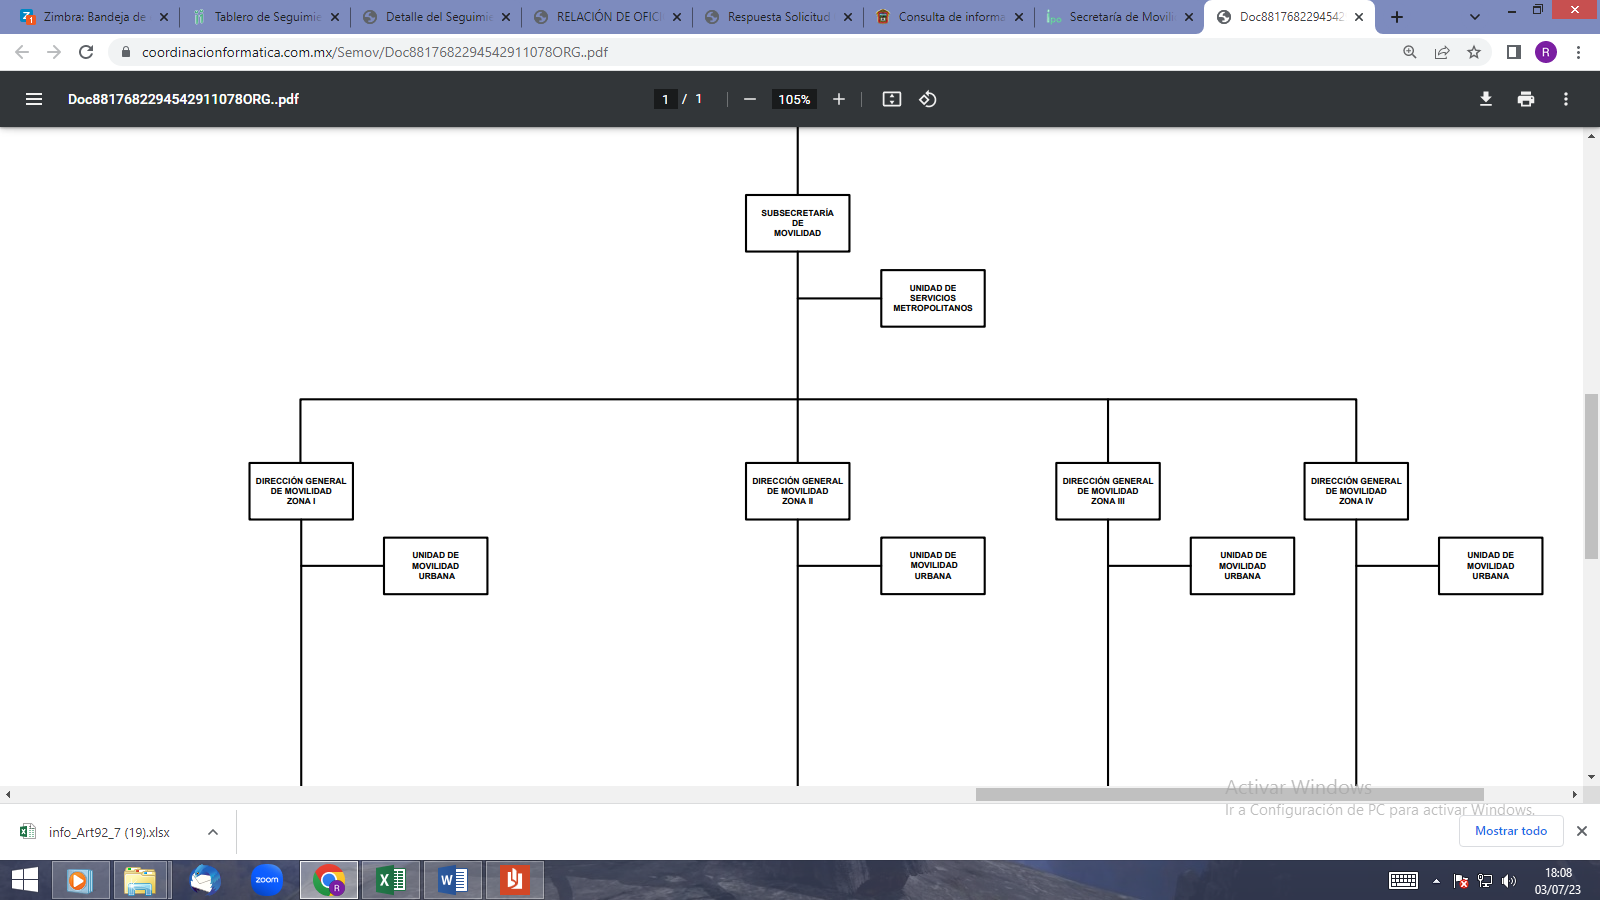 Zimbra: Bandeja de
Tablero de Seguimie
Detalle del Seguimie
RELACIÓN DE OFICI
Respuesta Solicitud
Consulta de informa
Secretaría de Movili
Doc8817682294542
coordinacionformatica.com.mx/Semov/Doc8817682294542911078ORG..pdf
R
Doc8817682294542911078ORG..pdf
1 / 1
105%
SUBSECRETARÍA
DE
MOVILIDAD
UNIDAD DE
SERVICIOS
METROPOLITANOS
DIRECCIÓN GENERAL
DE MOVILIDAD
ZONA I
DIRECCIÓN GENERAL
DE MOVILIDAD
ZONA II
DIRECCIÓN GENERAL
DE MOVILIDAD
ZONA III
DIRECCIÓN GENERAL
DE MOVILIDAD
ZONA IV
UNIDAD DE
MOVILIDAD
URBANA
UNIDAD DE
MOVILIDAD
URBANA
UNIDAD DE
MOVILIDAD
URBANA
UNIDAD DE
MOVILIDAD
URBANA
Activar Windows
Ir a Configuración de PC para activar Windows.
info_Art92_7 (19).xlsx
Mostrar todo
zoom
R
18:08
03/07/23